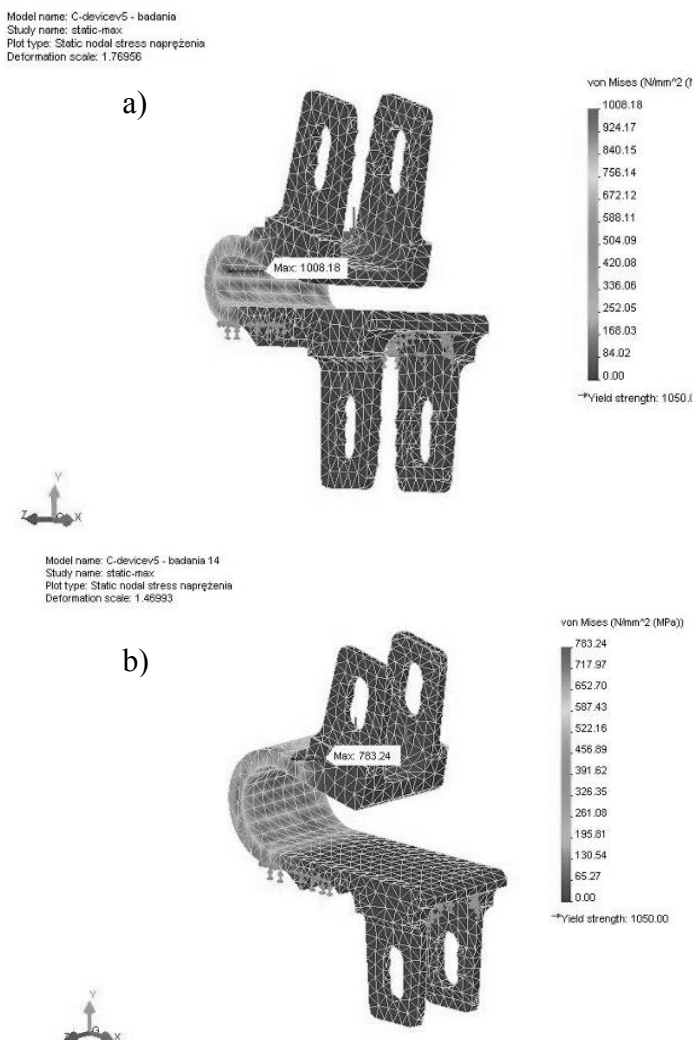 Model name: C-devicev5 - badania
Study name: static-max
Plot type: Static nodal stress naprężenia
Deformation scale: 1.76956
a)
von Mises (N/mm^2 (
1008.18
924.17
840.15
756.14
672.12
588.11
504.09
420.08
336.06
252.05
168.03
84.02
0.00
Yield strength: 1050.
Max: 1008.18
Y
Z
X
Model name: C-devicev5 - badania 14
Study name: static-max
Plot type: Static nodal stress naprężenia
Deformation scale: 1.46993
b)
von Mises (N/mm^2 (MPa))
783.24
717.97
652.70
587.43
522.16
456.89
391.62
326.35
261.08
195.81
130.54
65.27
0.00
Yield strength: 1050.00
Max: 783.24
Y
Z
X